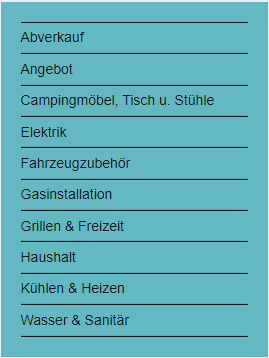 Abverkauf
Angebot
Campingmöbel, Tisch u. Stühle
Elektrik
Fahrzeugzubehör
Gasinstallation
Grillen & Freizeit
Haushalt
Kühlen & Heizen
Wasser & Sanitär